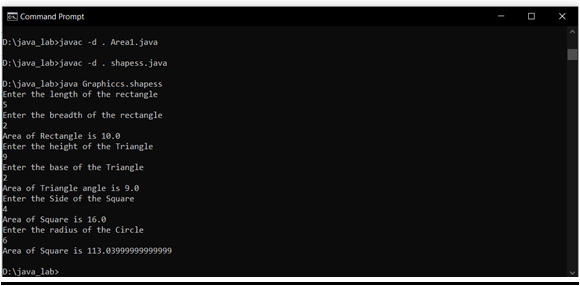 Command Prompt
D:\java_lab>javac -d . Area1.java
D:\java_lab>javac -d . shapess.java
D:\java_lab>java Graphiccs.shapess
Enter the length of the rectangle
5
Enter the breadth of the rectangle
2
Area of Rectangle is 10.0
Enter the height of the Triangle
9
Enter the base of the Triangle
2
Area of Triangle angle is 9.0
Enter the Side of the Square
4
Area of Square is 16.0
Enter the radius of the Circle
6
Area of Square is 113.03999999999999
D:\java_lab>